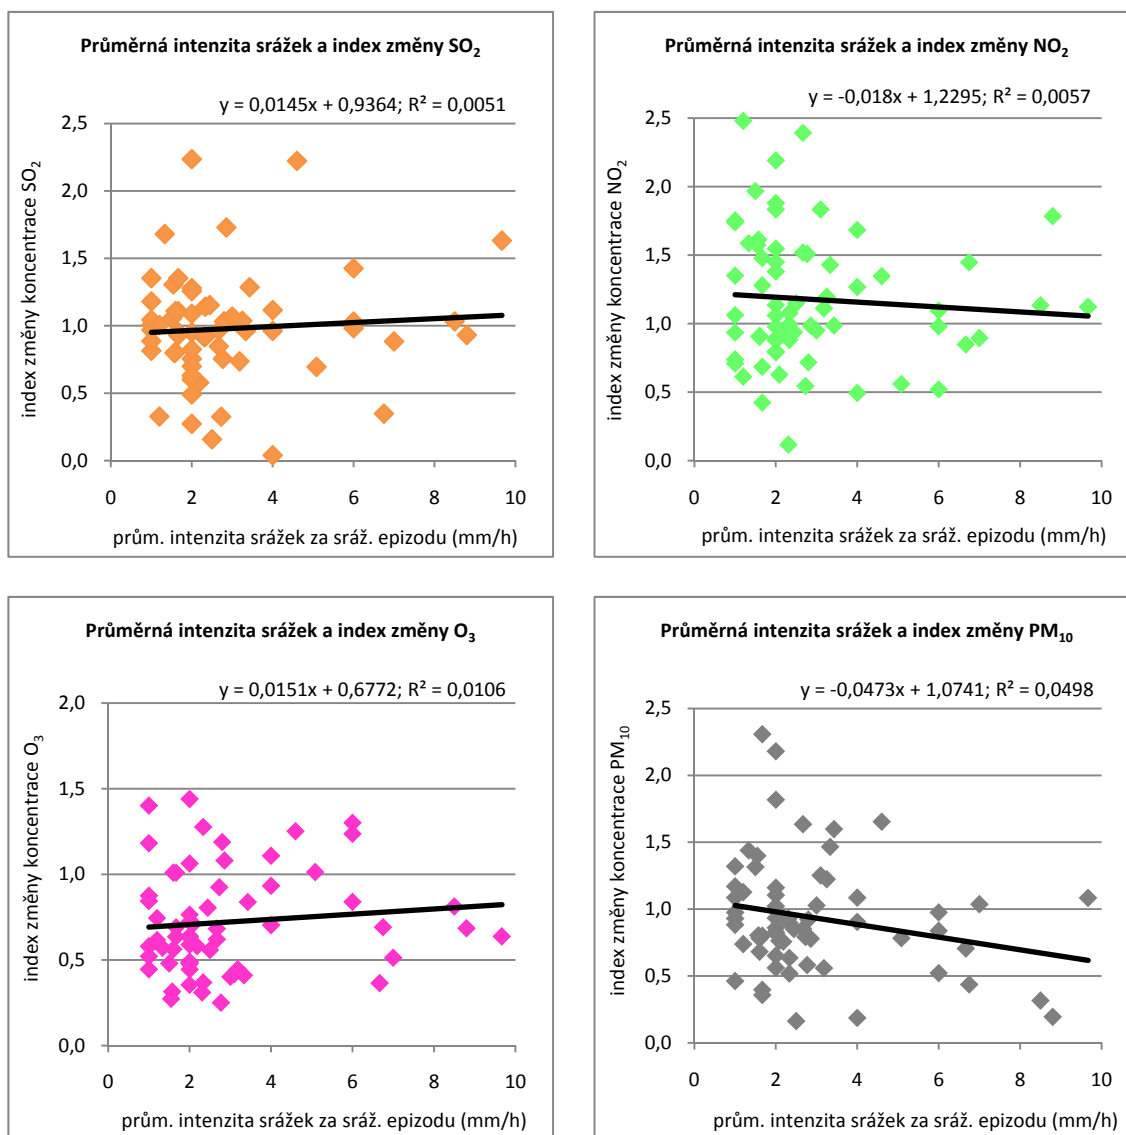 Průměrná intenzita srážek a index změny SO₂
y = 0,0145x + 0,9364; R² = 0,0051
index změny koncentrace SO₂
2,5
2,0
1,5
1,0
0,5
0,0
0 2 4 6 8 10
prům. intenzita srážek za sráž. epizodu (mm/h)
Průměrná intenzita srážek a index změny NO₂
y = -0,018x + 1,2295; R² = 0,0057
index změny koncentrace NO₂
2,5
2,0
1,5
1,0
0,5
0,0
0 2 4 6 8 10
prům. intenzita srážek za sráž. epizodu (mm/h)
Průměrná intenzita srážek a index změny O₃
y = 0,0151x + 0,6772; R² = 0,0106
index změny koncentrace O₃
2,0
1,5
1,0
0,5
0,0
0 2 4 6 8 10
prům. intenzita srážek za sráž. epizodu (mm/h)
Průměrná intenzita srážek a index změny PM₁₀
y = -0,0473x + 1,0741; R² = 0,0498
index změny koncentrace PM₁₀
2,5
2,0
1,5
1,0
0,5
0,0
0 2 4 6 8 10
prům. intenzita srážek za sráž. epizodu (mm/h)